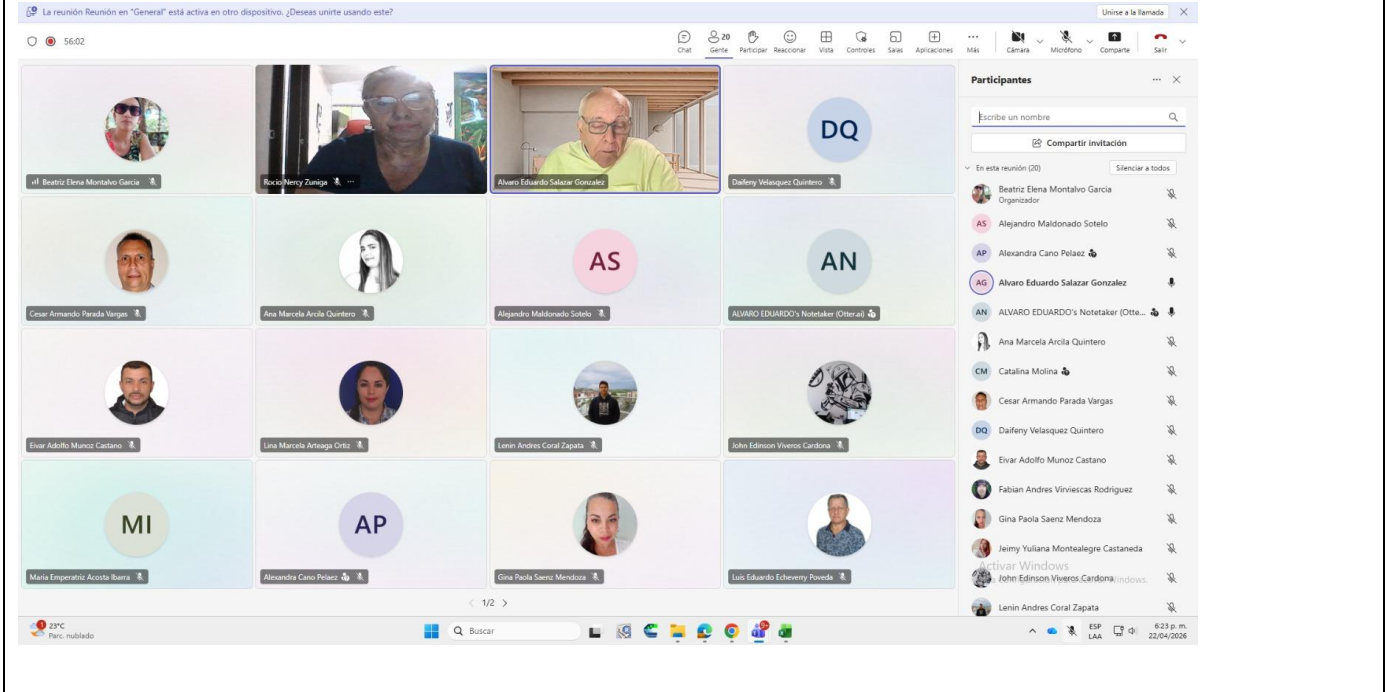 La reunión Reunión en "General" está activa en otro dispositivo. ¿Deseas unirte usando este?
Unirse a la llamada
56:02
20
Chat Gente Participar Reaccionar Vista Controles Salas Aplicaciones Más Cámara Micrófono Comparte Salir
Beatriz Elena Montalvo Garcia
Rocio Nercy Zuniga
Alvaro Eduardo Salazar Gonzalez
DQ
Daifeny Velasquez Quintero
Cesar Armando Parada Vargas
Ana Marcela Arcila Quintero
AS
Alejandro Maldonado Sotelo
AN
ALVARO EDUARDO's Notetaker (Otter.ai)
Eivar Adolfo Munoz Castano
Lina Marcela Arteaga Ortiz
Lenin Andres Coral Zapata
John Edinson Viveros Cardona
MI
Maria Emperatriz Acosta Ibarra
AP
Alexandra Cano Pelaez
Gina Paola Saenz Mendoza
Luis Eduardo Echeverry Poveda
1/2
Participantes
Escribe un nombre
Compartir invitación
En esta reunión (20)
Silenciar a todos
Beatriz Elena Montalvo Garcia
Organizador
AS Alejandro Maldonado Sotelo
AP Alexandra Cano Pelaez
AG Alvaro Eduardo Salazar Gonzalez
AN ALVARO EDUARDO's Notetaker (Otte...
Ana Marcela Arcila Quintero
CM Catalina Molina
Cesar Armando Parada Vargas
DQ Daifeny Velasquez Quintero
Eivar Adolfo Munoz Castano
Fabian Andres Virviescas Rodriguez
Gina Paola Saenz Mendoza
Jeimy Yuliana Montealegre Castaneda
Activar Windows
John Edinson Viveros Cardona
Windows.
Lenin Andres Coral Zapata
23°C
Parc. nublado
Buscar
ESP
LAA
6:23 p. m.
22/04/2026